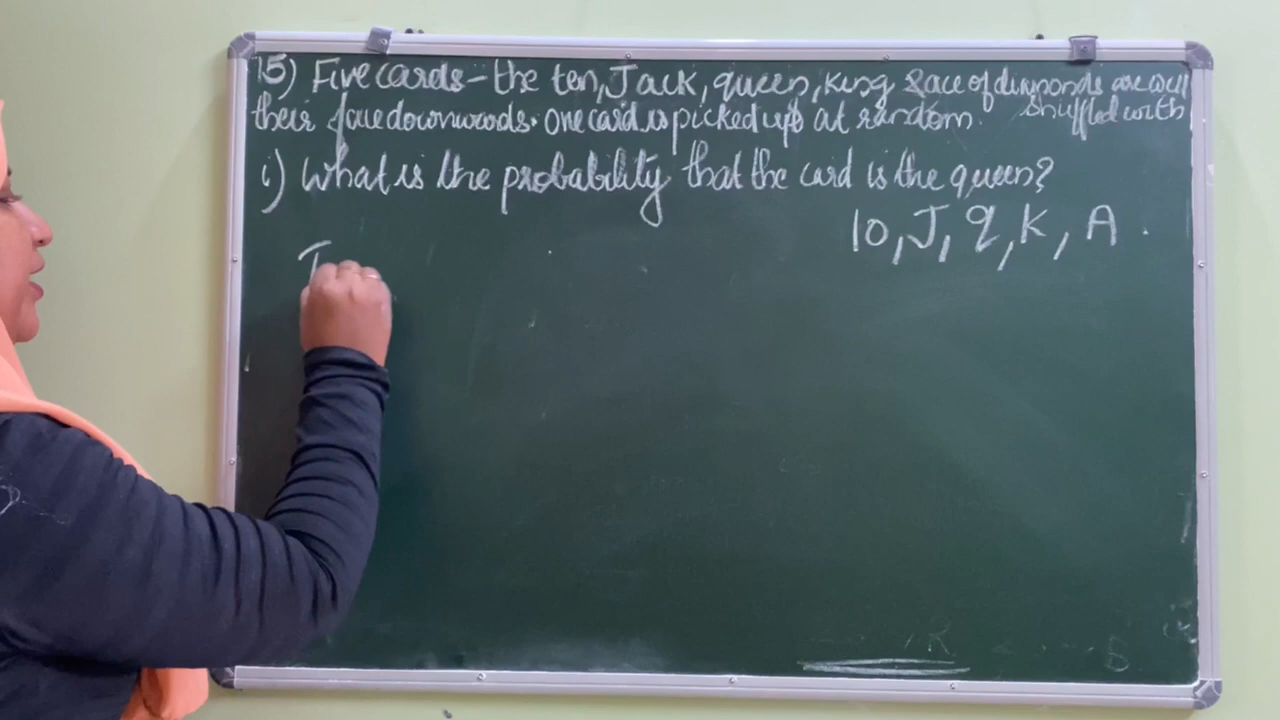 15) Five cards - the ten, Jack, queen, King & ace of diamonds are well
shuffled with
their face downwards. One card is picked up at random.
i) What is the probability that the card is the queen?
10, J, q, K, A.
T